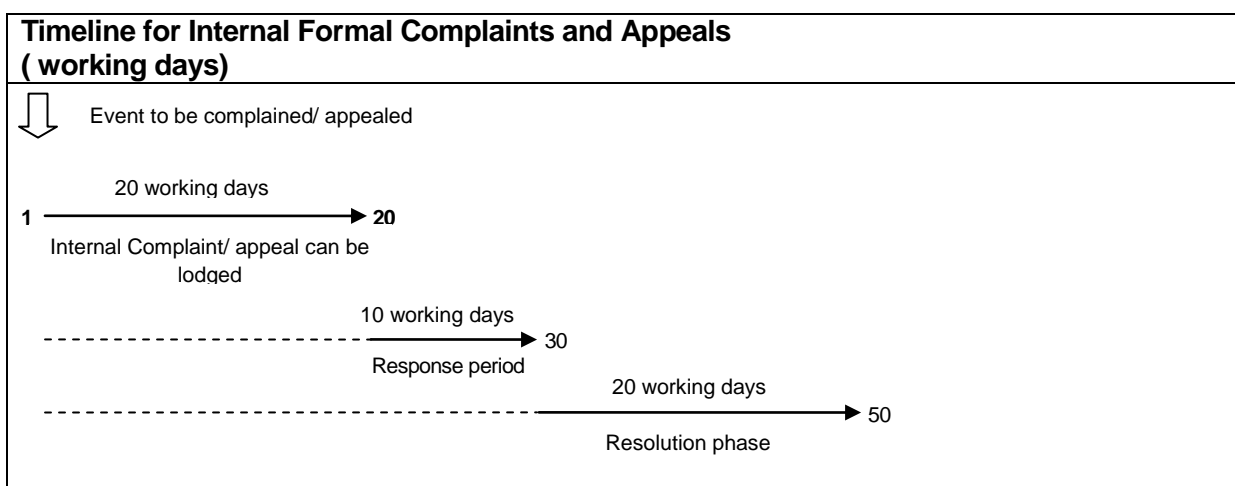 Timeline for Internal Formal Complaints and Appeals
( working days)
Event to be complained/ appealed
20 working days
1 20
Internal Complaint/ appeal can be
lodged
10 working days
30
Response period
20 working days
50
Resolution phase